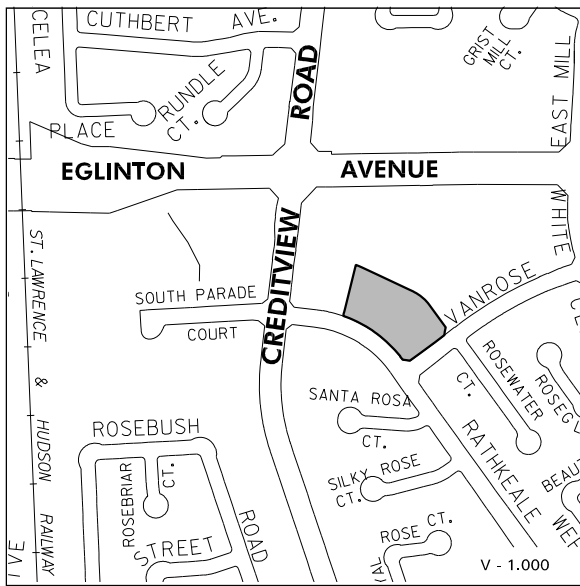 CELEA
CUTHBERT AVE.
ROAD
GRIST MILL CT.
EAST MILL
RUNDLE CT.
PLACE
EGLINTON
AVENUE
WHITE
ST. LAWRENCE & HUDSON RAILWAY
CREDITVIEW
SOUTH PARADE
COURT
VANROSE
SANTA ROSA
CT.
ROSEWATER
CT.
ROSEBUSH
ROAD
ROSEBRIAR
CT.
STREET
SILKY ROSE
CT.
RATHKEALE
ROSE CT.
BEAUT
V - 1.000